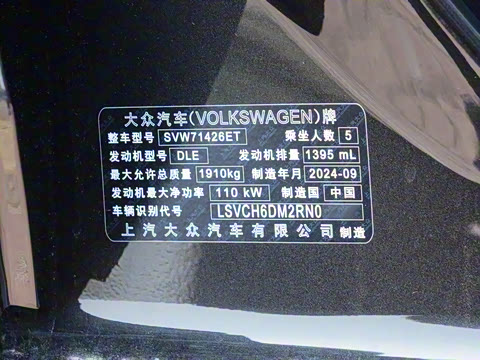 大众汽车(VOLKSWAGEN)牌
整车型号 SVW71426ET 乘坐人数 5
发动机型号 DLE 发动机排量 1395 mL
最大允许总质量 1910kg 制造年月 2024-09
发动机最大净功率 110 kW 制造国 中国
车辆识别代号 LSVCH6DM2RN0
上汽大众汽车有限公司 制造